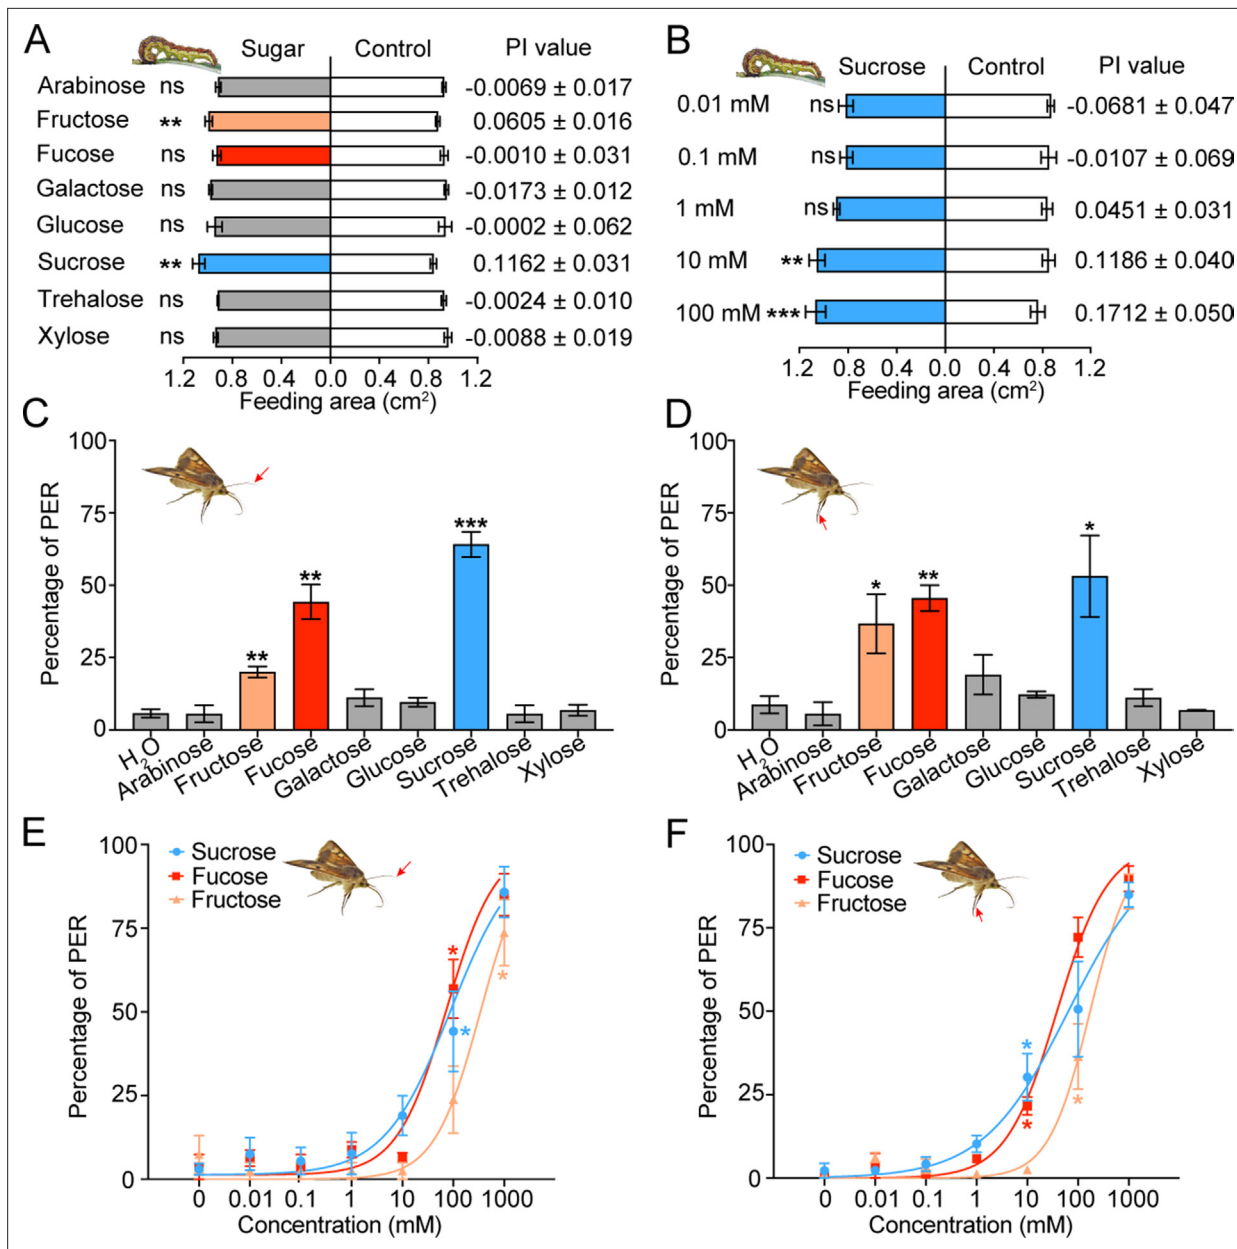 A
Sugar Control PI value
Arabinose ns -0.0069 ± 0.017
Fructose ** 0.0605 ± 0.016
Fucose ns -0.0010 ± 0.031
Galactose ns -0.0173 ± 0.012
Glucose ns -0.0002 ± 0.062
Sucrose ** 0.1162 ± 0.031
Trehalose ns -0.0024 ± 0.010
Xylose ns -0.0088 ± 0.019
1.2 0.8 0.4 0.0 0.4 0.8 1.2
Feeding area (cm²)
B
Sucrose Control PI value
0.01 mM ns -0.0681 ± 0.047
0.1 mM ns -0.0107 ± 0.069
1 mM ns 0.0451 ± 0.031
10 mM ** 0.1186 ± 0.040
100 mM *** 0.1712 ± 0.050
1.2 0.8 0.4 0.0 0.4 0.8 1.2
Feeding area (cm²)
C
Percentage of PER
100
75
50
25
0
** ** ***
H₂O Arabinose Fructose Fucose Galactose Glucose Sucrose Trehalose Xylose
D
Percentage of PER
100
75
50
25
0
* ** *
H₂O Arabinose Fructose Fucose Galactose Glucose Sucrose Trehalose Xylose
E
Percentage of PER
100
75
50
25
0
Sucrose
Fucose
Fructose
* * *
0 0.01 0.1 1 10 100 1000
Concentration (mM)
F
Percentage of PER
100
75
50
25
0
Sucrose
Fucose
Fructose
* * *
0 0.01 0.1 1 10 100 1000
Concentration (mM)